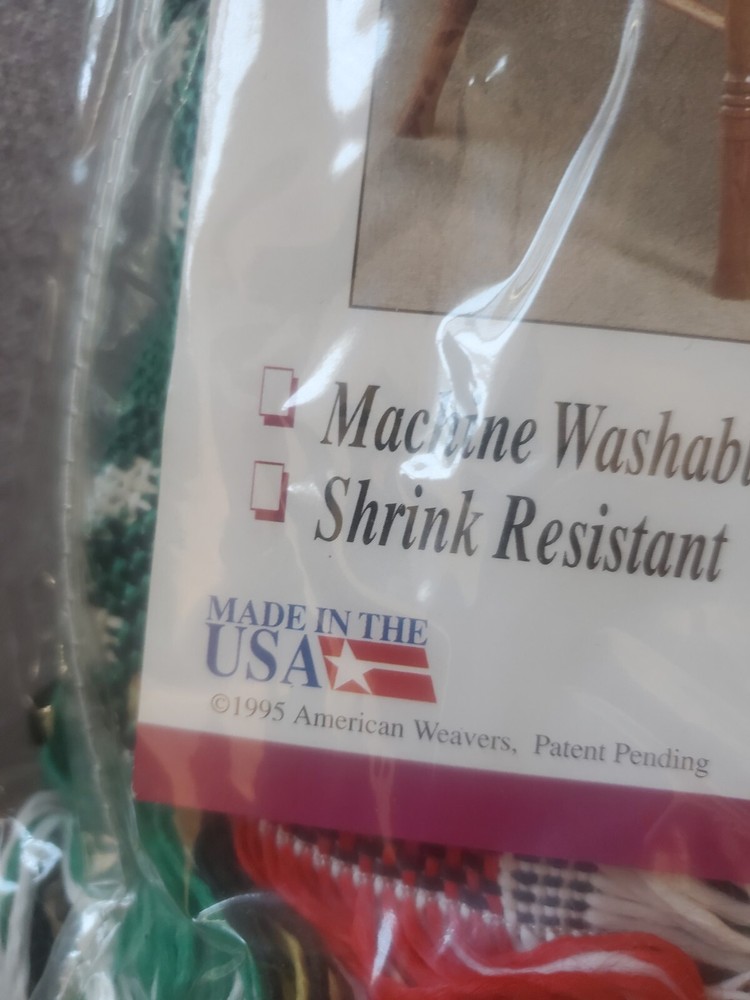 Machine Washabl
Shrink Resistant
MADE IN THE
USA
©1995 American Weavers, Patent Pending